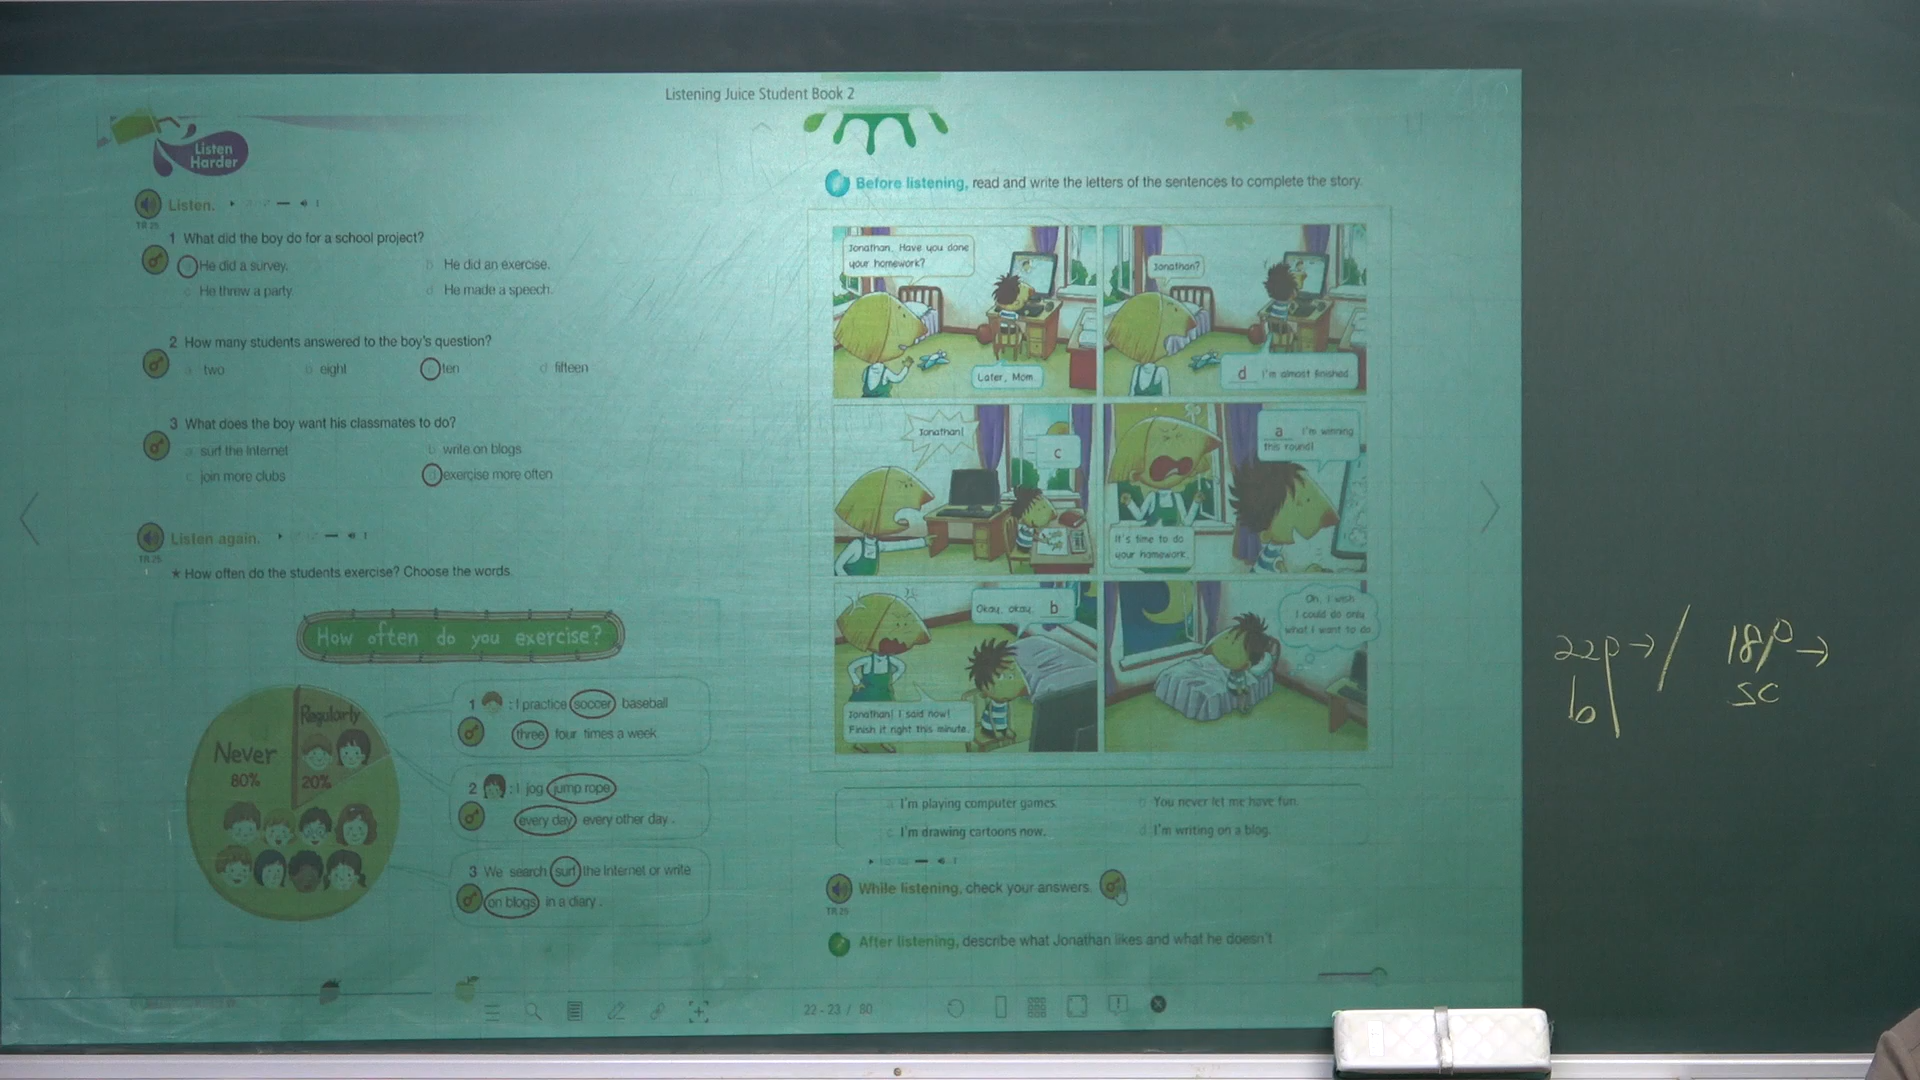 Listening Juice Student Book 2
Listen
Harder
Listen.
TR 25
1 What did the boy do for a school project?
He did a survey.
b He did an exercise.
c He threw a party.
d He made a speech.
2 How many students answered to the boy's question?
a two
b eight
ten
d fifteen
3 What does the boy want his classmates to do?
a surf the Internet
b write on blogs
c join more clubs
exercise more often
Listen again.
TR 25
★ How often do the students exercise? Choose the words.
How often do you exercise?
Never
80%
Regularly
20%
1 : I practice soccer baseball
three four times a week
2 : I jog jump rope
every day every other day .
3 We search surf the Internet or write
on blogs in a diary .
Before listening, read and write the letters of the sentences to complete the story.
Jonathan, Have you done
your homework?
Later, Mom
Jonathan?
d I'm almost finished.
Jonathan!
c
a I'm winning
this round!
It's time to do
your homework.
Okay, okay. b
Jonathan! I said now!
Finish it right this minute.
Oh, I wish
I could do only
what I want to do.
a I'm playing computer games.
b You never let me have fun.
c I'm drawing cartoons now.
d I'm writing on a blog.
While listening, check your answers.
TR 25
After listening, describe what Jonathan likes and what he doesn't
22 - 23 / 80
22p → / 18p →
bp sc